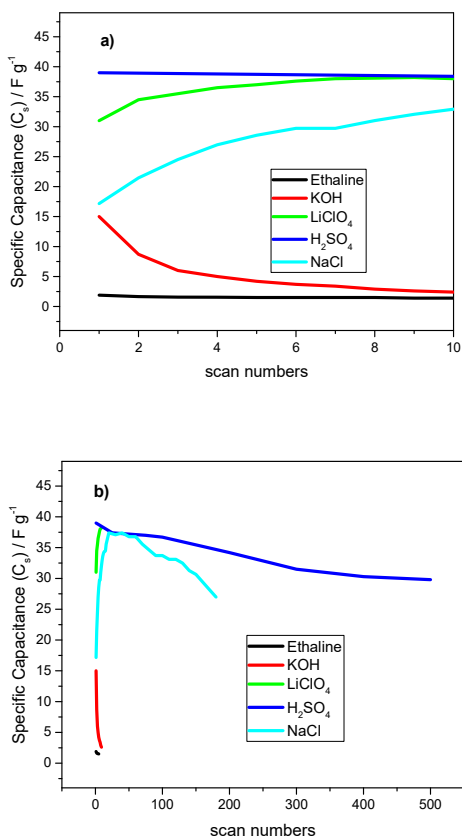 a)
Specific Capacitance (Cₛ) / F g⁻¹
45
40
35
30
25
20
15
10
5
0
Ethaline
KOH
LiClO₄
H₂SO₄
NaCl
0 2 4 6 8 10
scan numbers
b)
Specific Capacitance (Cₛ) / F g⁻¹
45
40
35
30
25
20
15
10
5
0
Ethaline
KOH
LiClO₄
H₂SO₄
NaCl
0 100 200 300 400 500
scan numbers